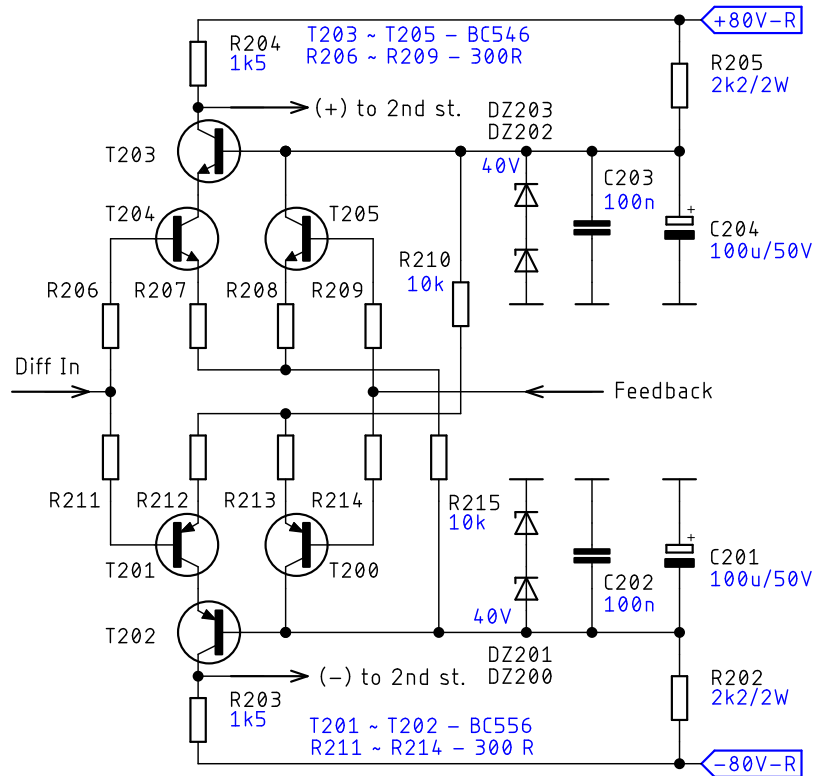 T203 ~ T205 – BC546
R206 ~ R209 – 300R
+80V-R
R204
1k5
R205
2k2/2W
(+) to 2nd st.
DZ203
DZ202
T203
40V
C203
100n
T204
T205
C204
100u/50V
R210
10k
R206
R207
R208
R209
Diff In
Feedback
R211
R212
R213
R214
R215
10k
T201
T200
C201
100u/50V
C202
100n
40V
T202
DZ201
DZ200
(–) to 2nd st.
R202
2k2/2W
R203
1k5
T201 ~ T202 – BC556
R211 ~ R214 – 300 R
-80V-R
+
+